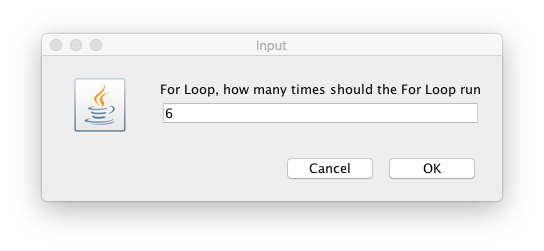 Input
For Loop, how many times should the For Loop run
6
Cancel OK